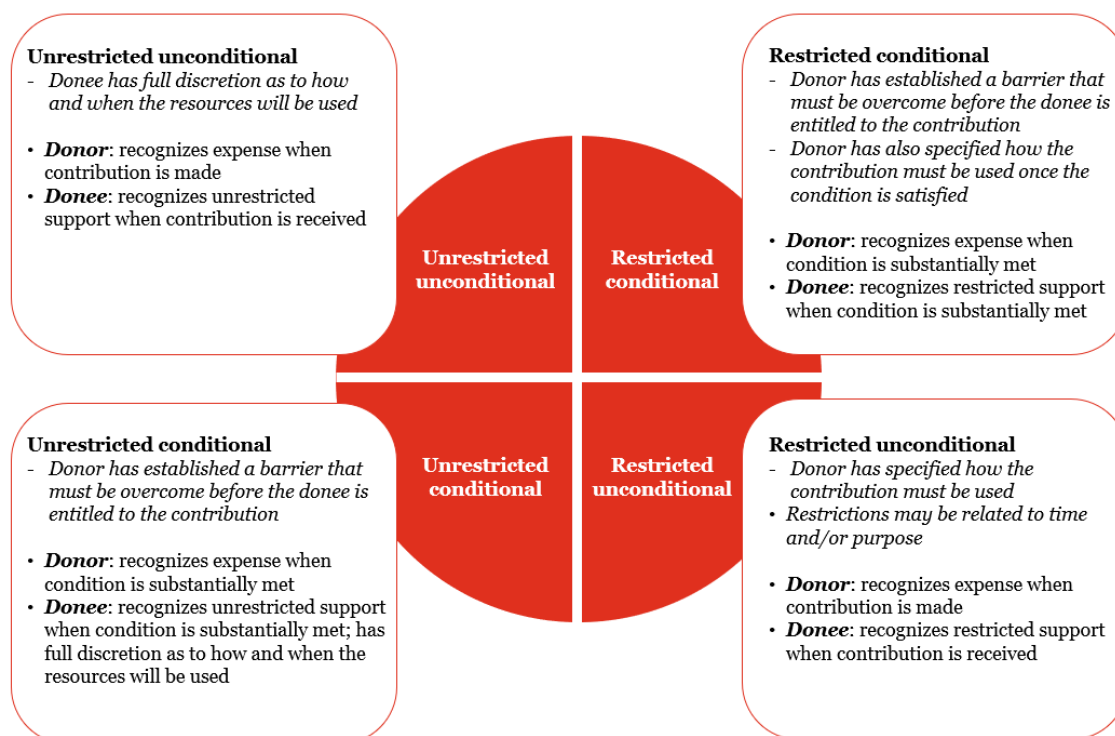 Unrestricted unconditional
- Donee has full discretion as to how
and when the resources will be used
• Donor: recognizes expense when
contribution is made
• Donee: recognizes unrestricted
support when contribution is received
Restricted conditional
- Donor has established a barrier that
must be overcome before the donee is
entitled to the contribution
- Donor has also specified how the
contribution must be used once the
condition is satisfied
• Donor: recognizes expense when
condition is substantially met
• Donee: recognizes restricted support
when condition is substantially met
Unrestricted
unconditional
Restricted
conditional
Unrestricted
conditional
Restricted
unconditional
Unrestricted conditional
- Donor has established a barrier that
must be overcome before the donee is
entitled to the contribution
• Donor: recognizes expense when
condition is substantially met
• Donee: recognizes unrestricted support
when condition is substantially met; has
full discretion as to how and when the
resources will be used
Restricted unconditional
- Donor has specified how the
contribution must be used
• Restrictions may be related to time
and/or purpose
• Donor: recognizes expense when
contribution is made
• Donee: recognizes restricted support
when contribution is received